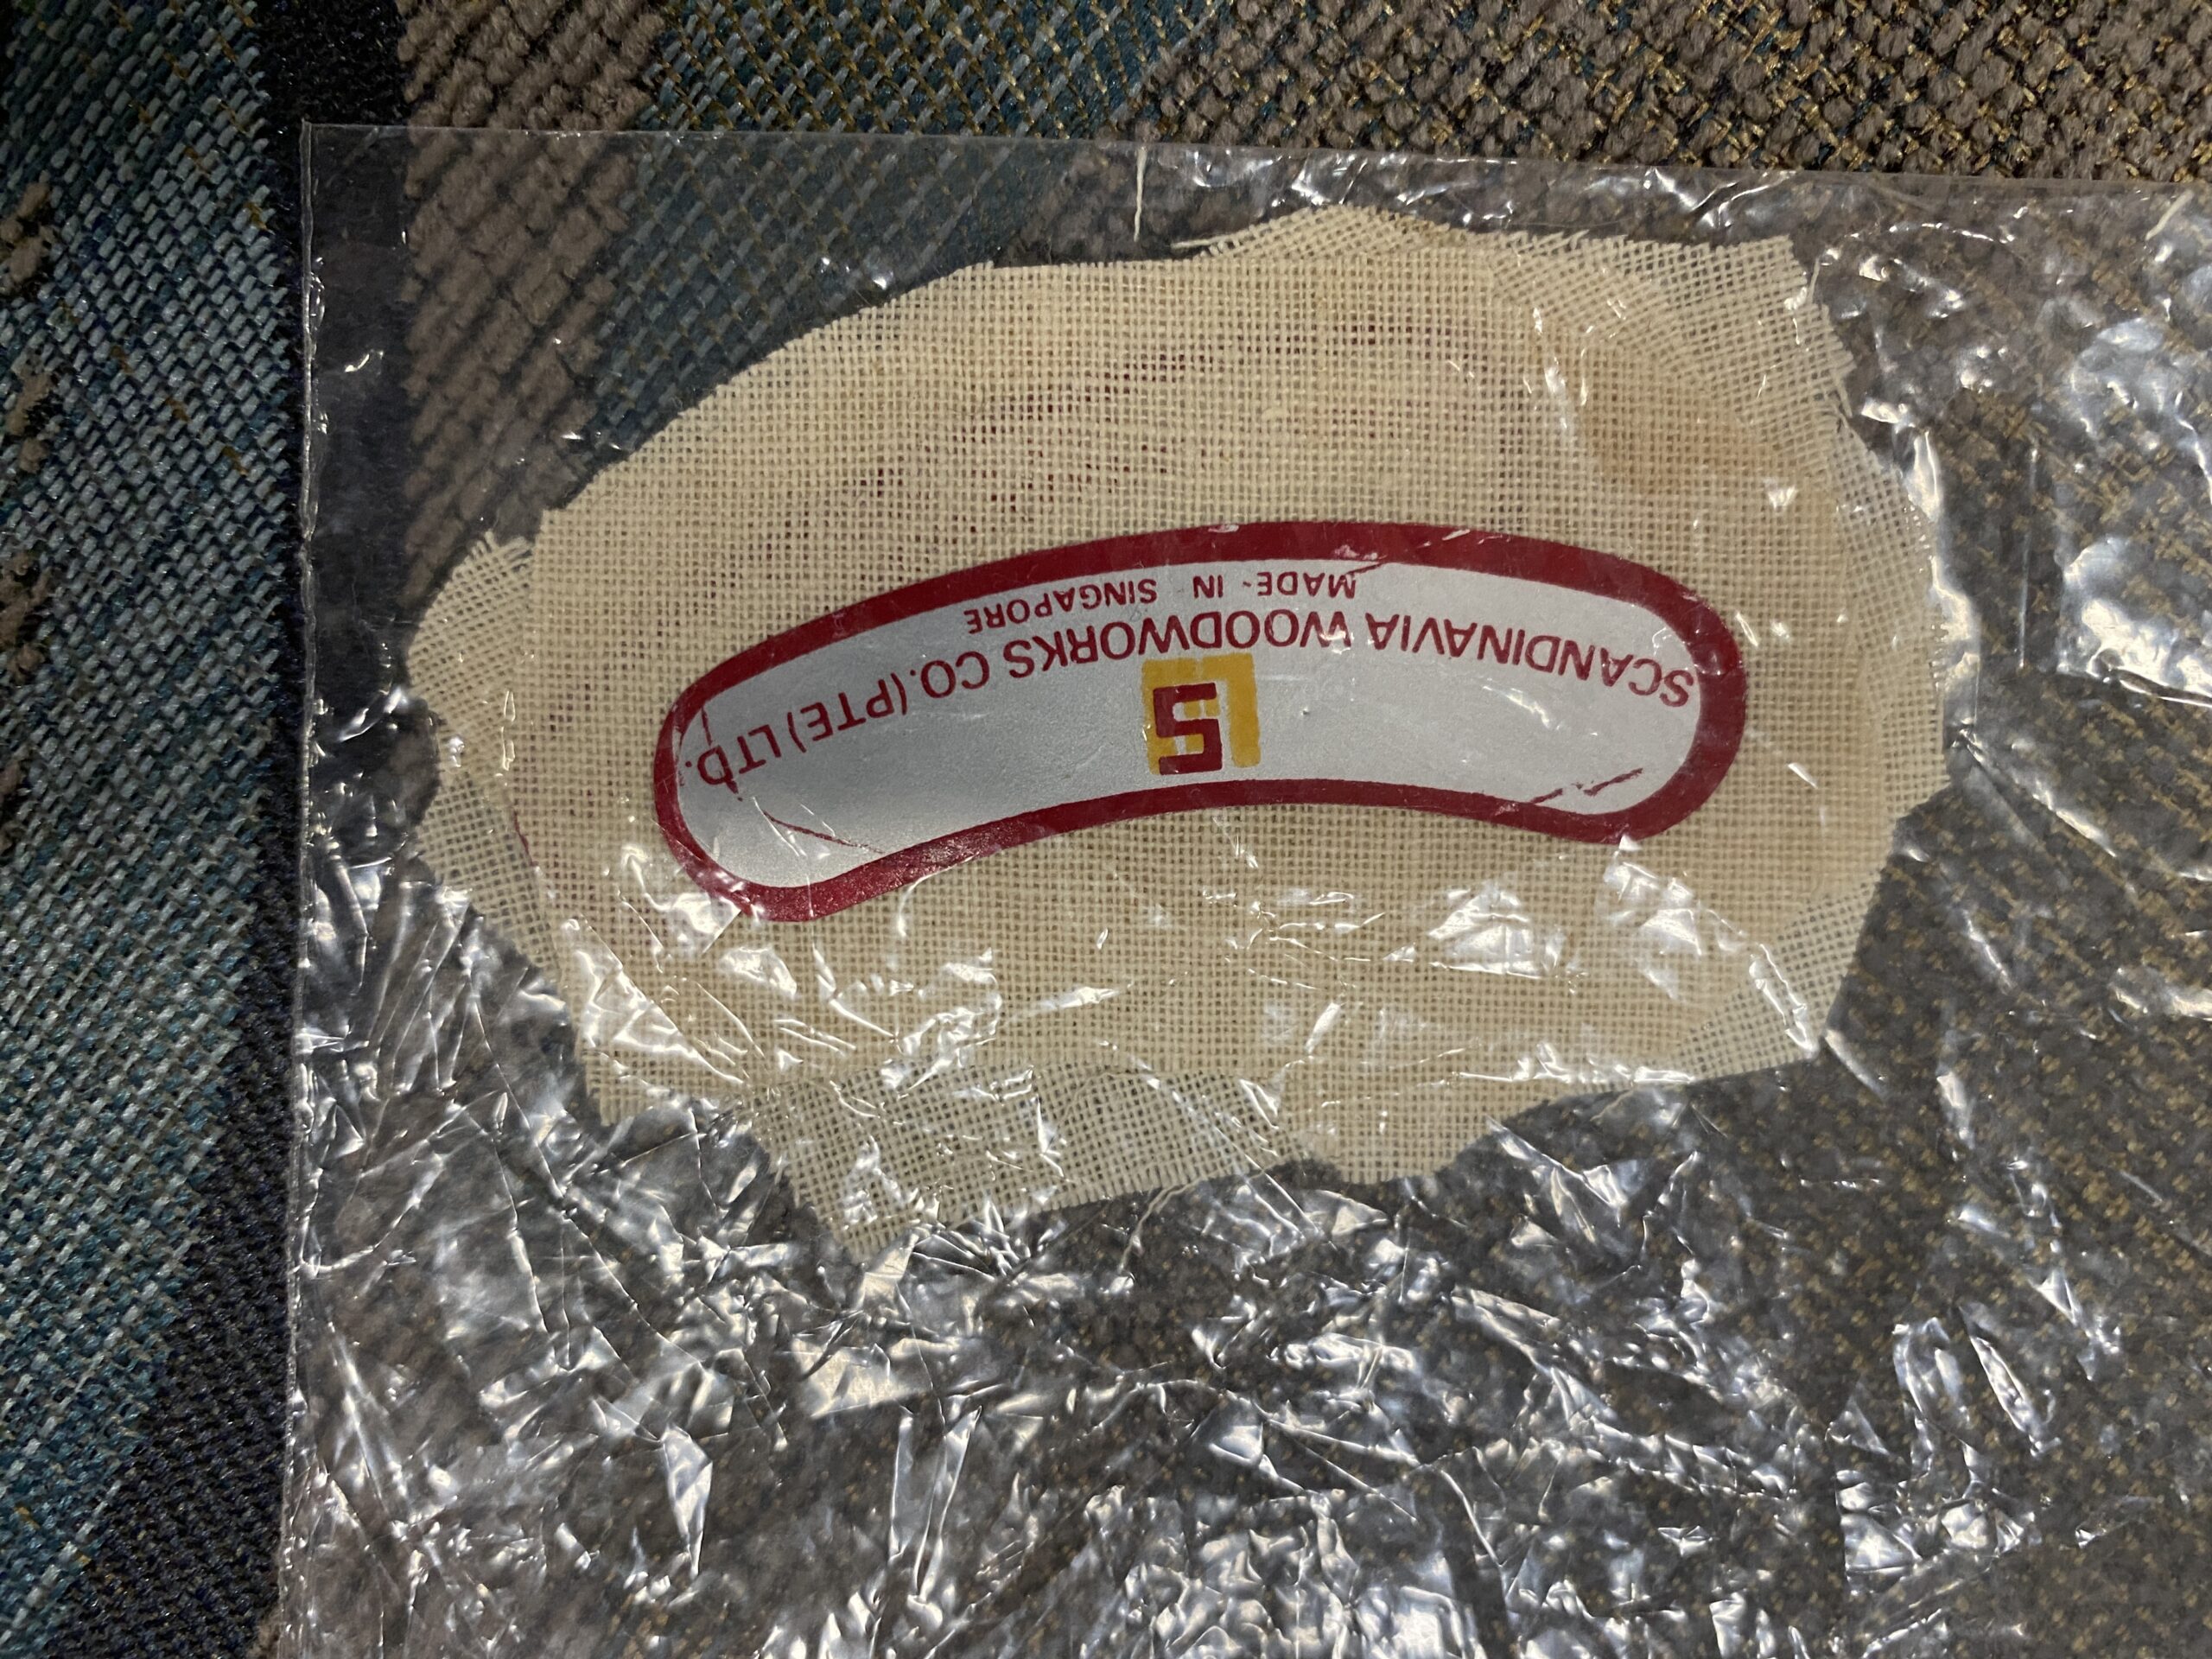 S
SCANDINAVIA WOODWORKS CO.(PTE) LTD.
MADE-IN SINGAPORE